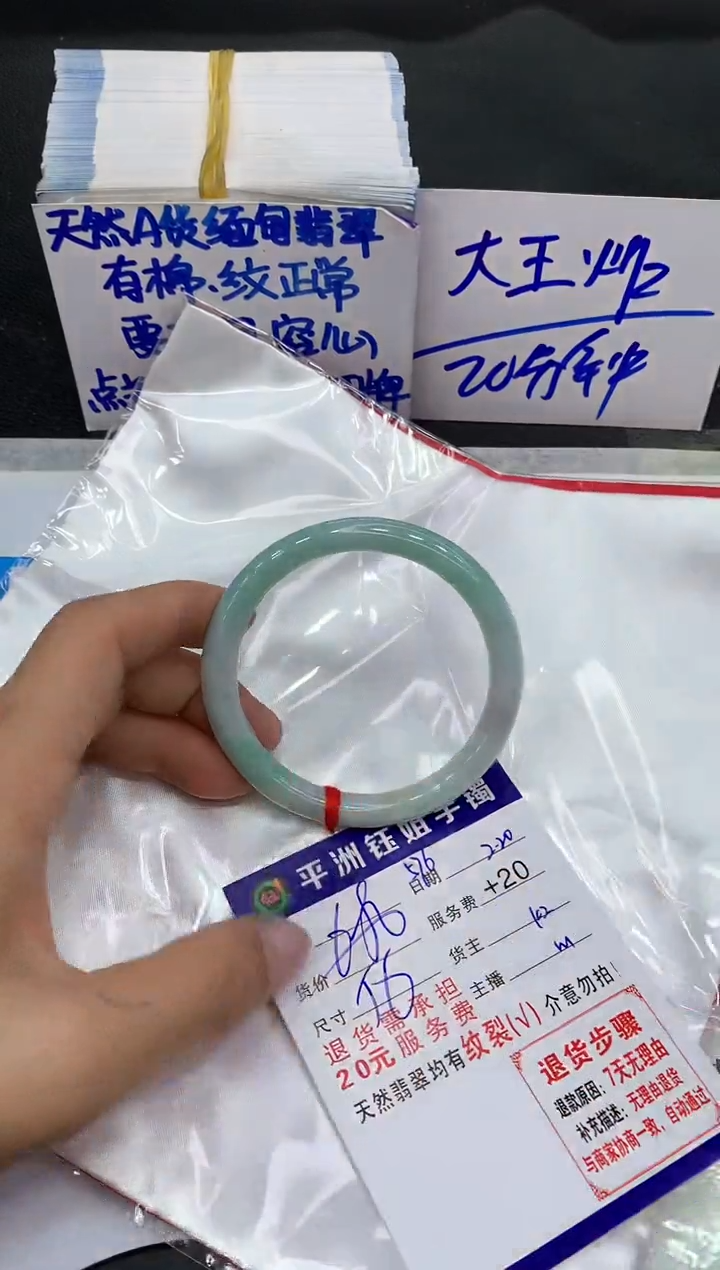 天然A货缅甸翡翠
有棉、纹正常
空心
点
牌
大王
20分钟
平洲钰姐手镯
日期 2.20
服务费 +20
货价
货主
尺寸 56
主播 m
退货需承担
20元服务费
天然翡翠均有纹裂(√) 介意勿拍!
退货步骤
退款原因：7天无理由
补充描述：无理由退货
与商家协商一致，自动通过